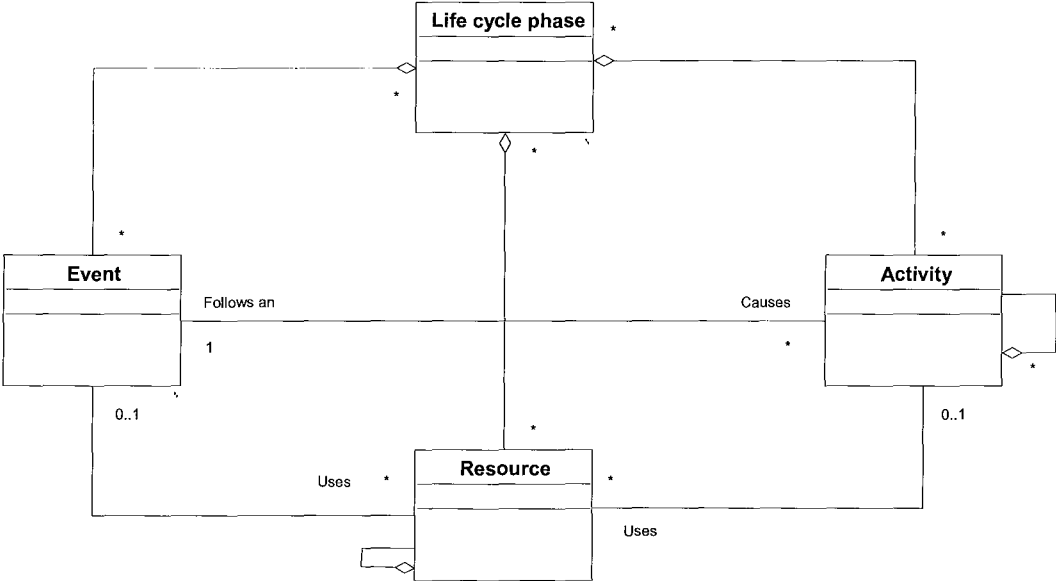 Life cycle phase
*
*
*
*
*
Event
Activity
Follows an
Causes
1
*
*
0..1
0..1
*
Resource
Uses
*
*
Uses